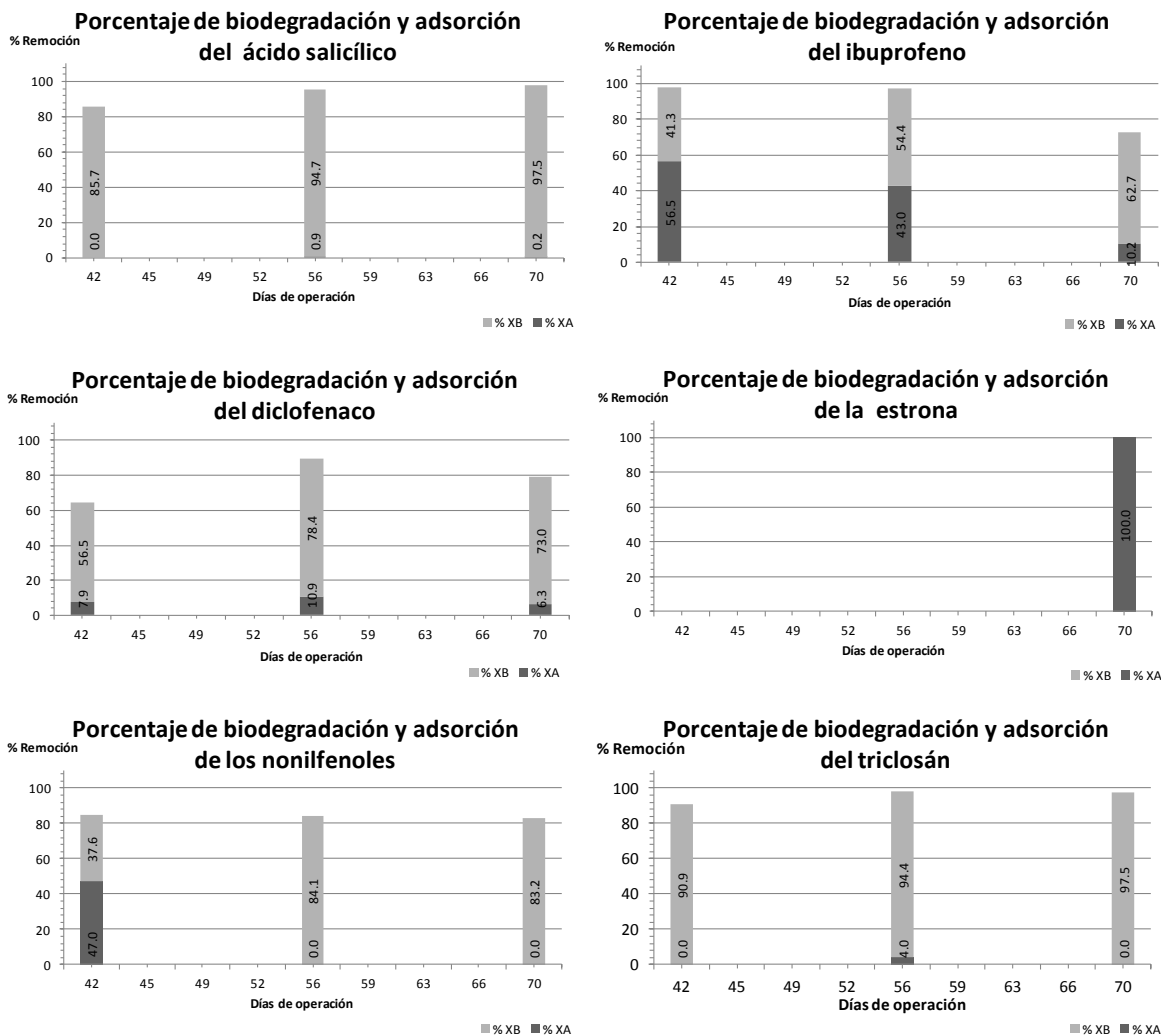 Porcentaje de biodegradación y adsorción
del ácido salicílico
% Remoción
100
80
60
40
20
0
85.7
0.0
94.7
0.9
97.5
0.2
42 45 49 52 56 59 63 66 70
Días de operación
% XB % XA
Porcentaje de biodegradación y adsorción
del ibuprofeno
% Remoción
100
80
60
40
20
0
41.3
56.5
54.4
43.0
62.7
10.2
42 45 49 52 56 59 63 66 70
Días de operación
% XB % XA
Porcentaje de biodegradación y adsorción
del diclofenaco
% Remoción
100
80
60
40
20
0
56.5
7.9
78.4
10.9
73.0
6.3
42 45 49 52 56 59 63 66 70
Días de operación
% XB % XA
Porcentaje de biodegradación y adsorción
de la estrona
% Remoción
100
80
60
40
20
0
100.0
42 45 49 52 56 59 63 66 70
Días de operación
% XB % XA
Porcentaje de biodegradación y adsorción
de los nonilfenoles
% Remoción
100
80
60
40
20
0
37.6
47.0
84.1
0.0
83.2
0.0
42 45 49 52 56 59 63 66 70
Días de operación
% XB % XA
Porcentaje de biodegradación y adsorción
del triclosán
% Remoción
100
80
60
40
20
0
90.9
0.0
94.4
4.0
97.5
0.0
42 45 49 52 56 59 63 66 70
Días de operación
% XB % XA